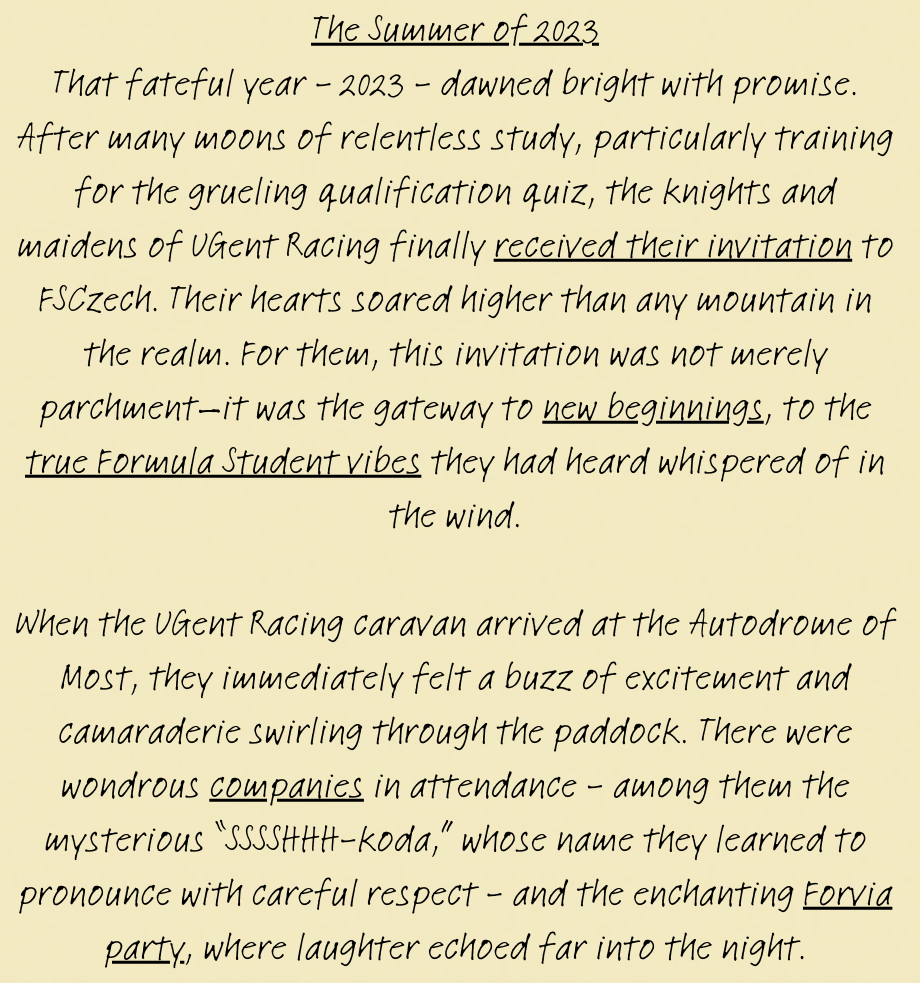 The Summer of 2023
That fateful year - 2023 - dawned bright with promise.
After many moons of relentless study, particularly training
for the grueling qualification quiz, the knights and
maidens of UGent Racing finally received their invitation to
FSCzech. Their hearts soared higher than any mountain in
the realm. For them, this invitation was not merely
parchment—it was the gateway to new beginnings, to the
true Formula Student vibes they had heard whispered of in
the wind.

When the UGent Racing caravan arrived at the Autodrome of
Most, they immediately felt a buzz of excitement and
camaraderie swirling through the paddock. There were
wondrous companies in attendance - among them the
mysterious “SSSSHHH-koda,” whose name they learned to
pronounce with careful respect - and the enchanting Forvia
party, where laughter echoed far into the night.